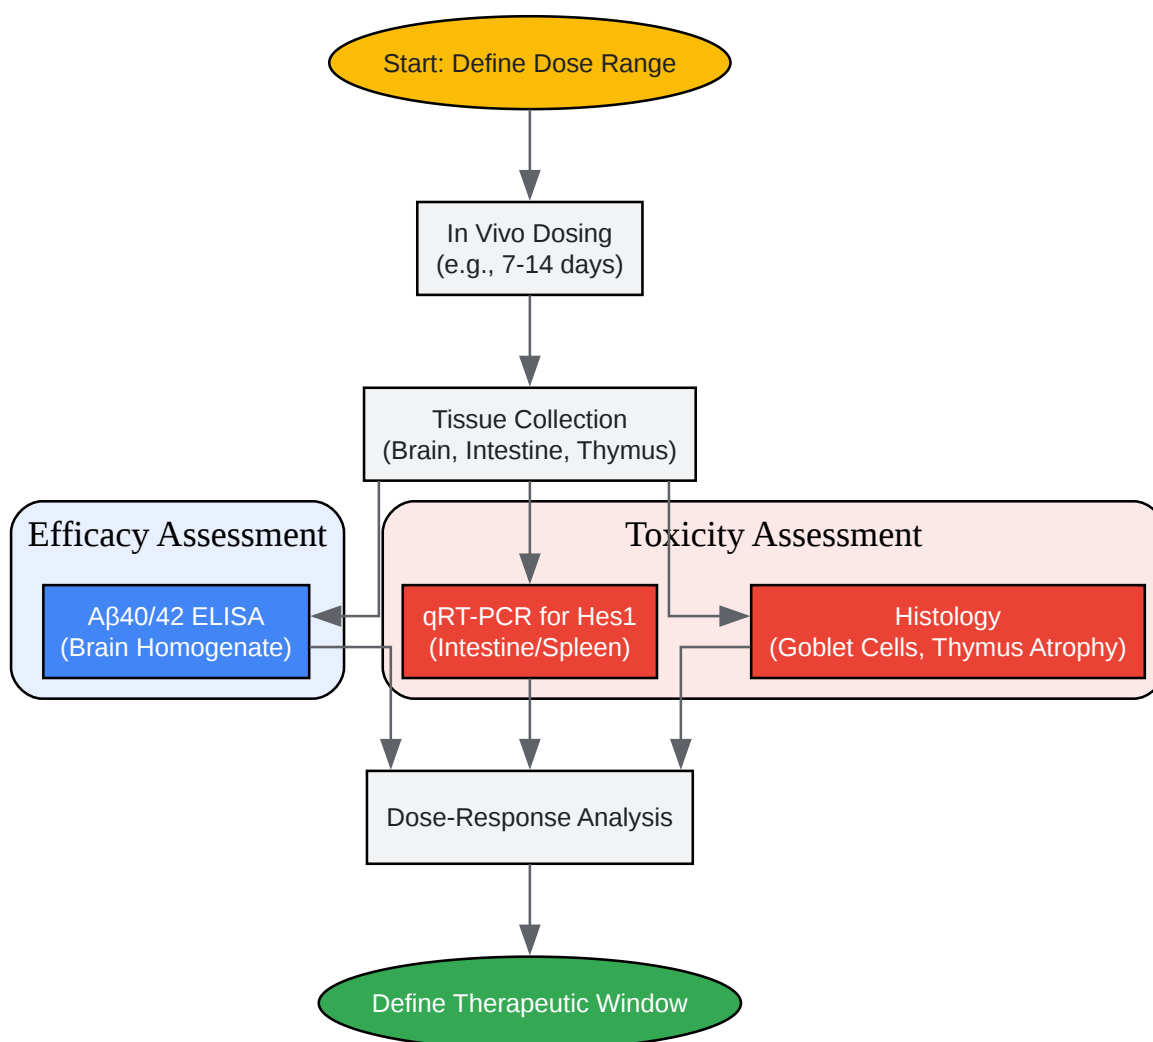 Start: Define Dose Range
In Vivo Dosing
(e.g., 7-14 days)
Tissue Collection
(Brain, Intestine, Thymus)
Efficacy Assessment
Toxicity Assessment
Aβ40/42 ELISA
(Brain Homogenate)
qRT-PCR for Hes1
(Intestine/Spleen)
Histology
(Goblet Cells, Thymus Atrophy)
Dose-Response Analysis
Define Therapeutic Window